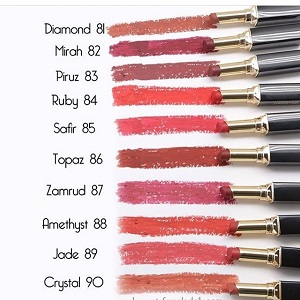 Diamond 81
Mirah 82
Piruz 83
Ruby 84
Safir 85
Topaz 86
Zamrud 87
Amethyst 88
Jade 89
Crystal 90